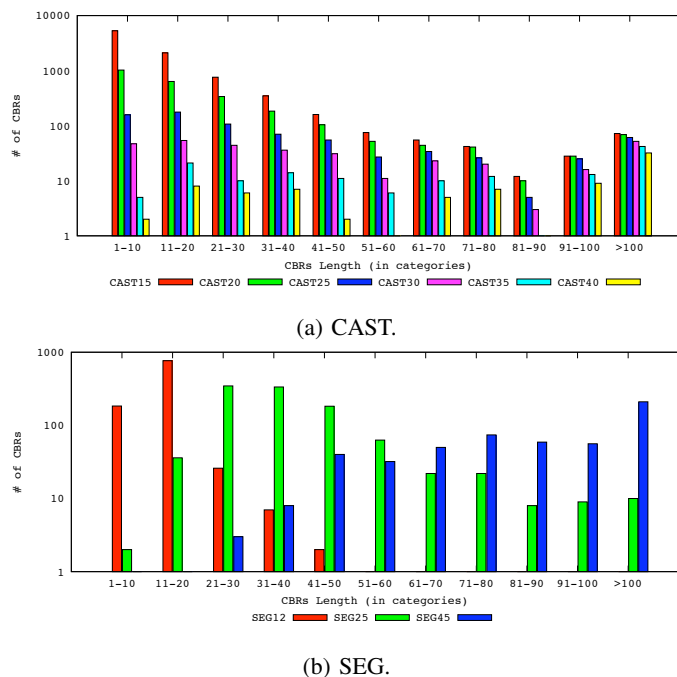 10000
1000
100
10
1
# of CBRs
1-10 11-20 21-30 31-40 41-50 51-60 61-70 71-80 81-90 91-100 >100
CBRs Length (in categories)
CAST15 CAST20 CAST25 CAST30 CAST35 CAST40
(a) CAST.
1000
100
10
1
# of CBRs
1-10 11-20 21-30 31-40 41-50 51-60 61-70 71-80 81-90 91-100 >100
CBRs Length (in categories)
SEG12 SEG25 SEG45
(b) SEG.